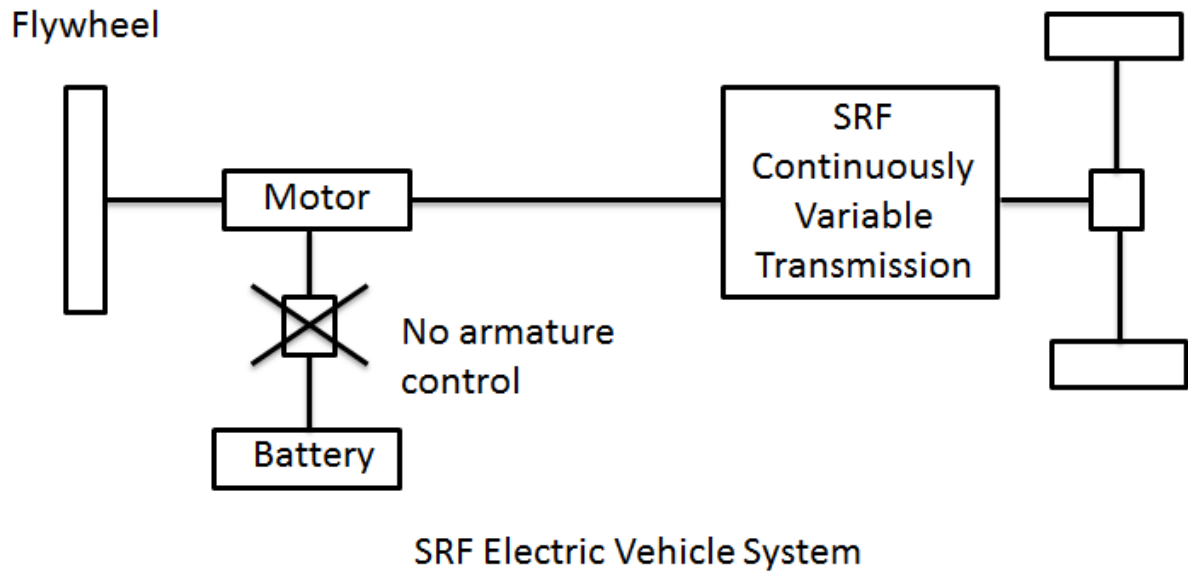 Flywheel
Motor
SRF
Continuously
Variable
Transmission
No armature
control
Battery
SRF Electric Vehicle System